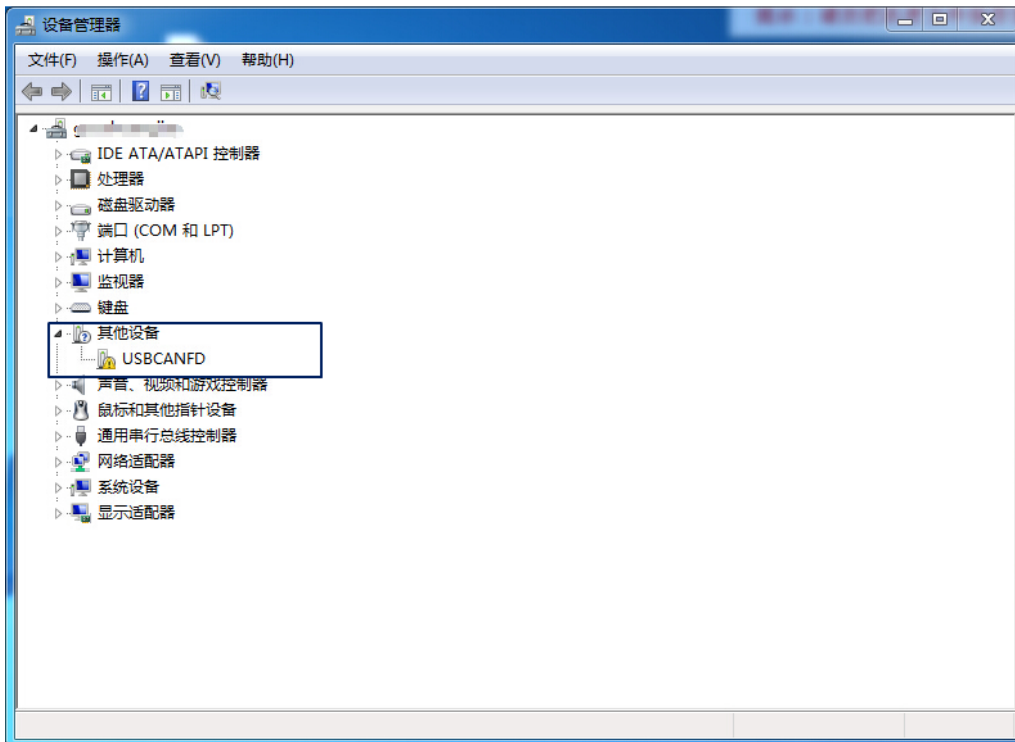 设备管理器
文件(F) 操作(A) 查看(V) 帮助(H)
IDE ATA/ATAPI 控制器
处理器
磁盘驱动器
端口 (COM 和 LPT)
计算机
监视器
键盘
其他设备
USBCANFD
声音、视频和游戏控制器
鼠标和其他指针设备
通用串行总线控制器
网络适配器
系统设备
显示适配器